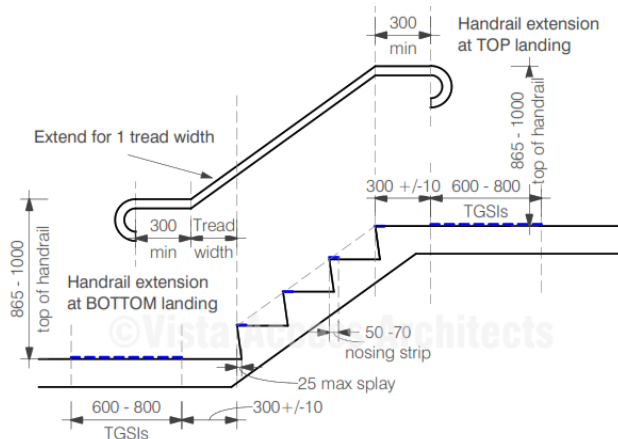 300
min
Handrail extension
at TOP landing
Extend for 1 tread width
865 - 1000
top of handrail
300 +/-10
600 - 800
TGSIs
300
min
Tread
width
865 - 1000
top of handrail
Handrail extension
at BOTTOM landing
©Vista Access Architects
50 -70
nosing strip
25 max splay
600 - 800
300+/-10
TGSIs